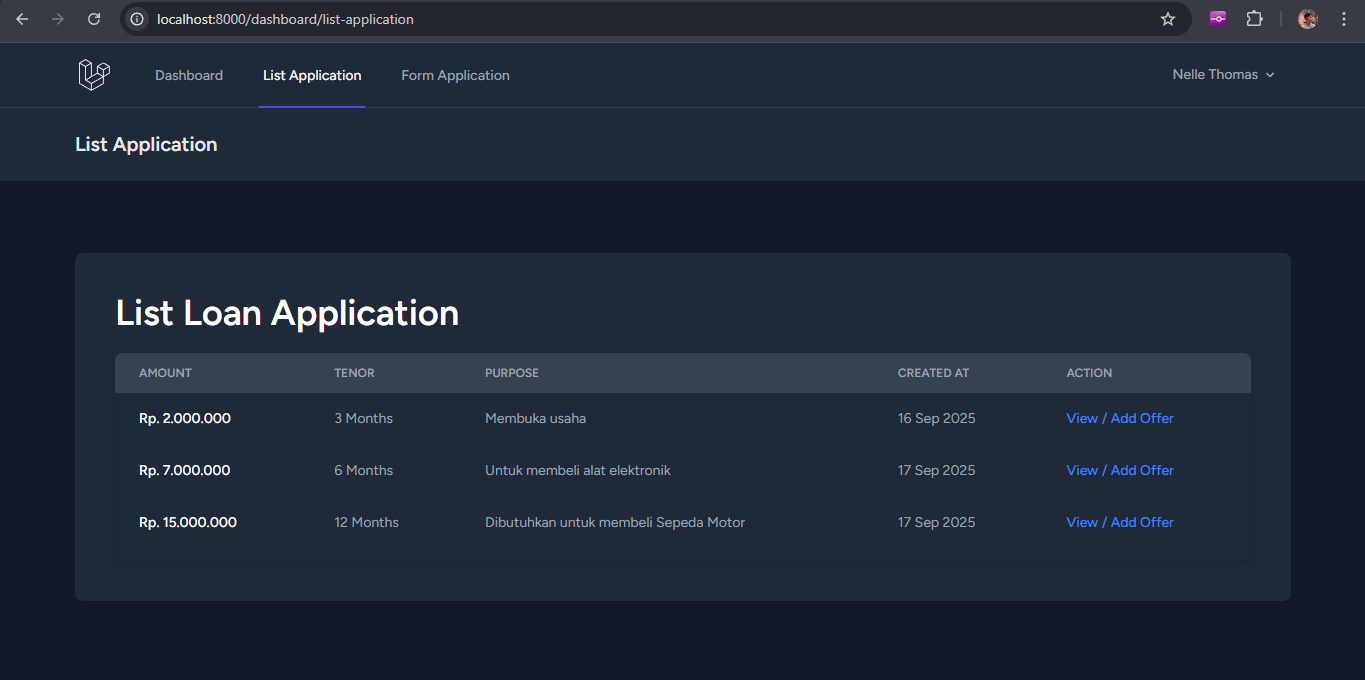 localhost:8000/dashboard/list-application
Dashboard List Application Form Application Nelle Thomas
List Application
List Loan Application
AMOUNT TENOR PURPOSE CREATED AT ACTION
Rp. 2.000.000 3 Months Membuka usaha 16 Sep 2025 View / Add Offer
Rp. 7.000.000 6 Months Untuk membeli alat elektronik 17 Sep 2025 View / Add Offer
Rp. 15.000.000 12 Months Dibutuhkan untuk membeli Sepeda Motor 17 Sep 2025 View / Add Offer